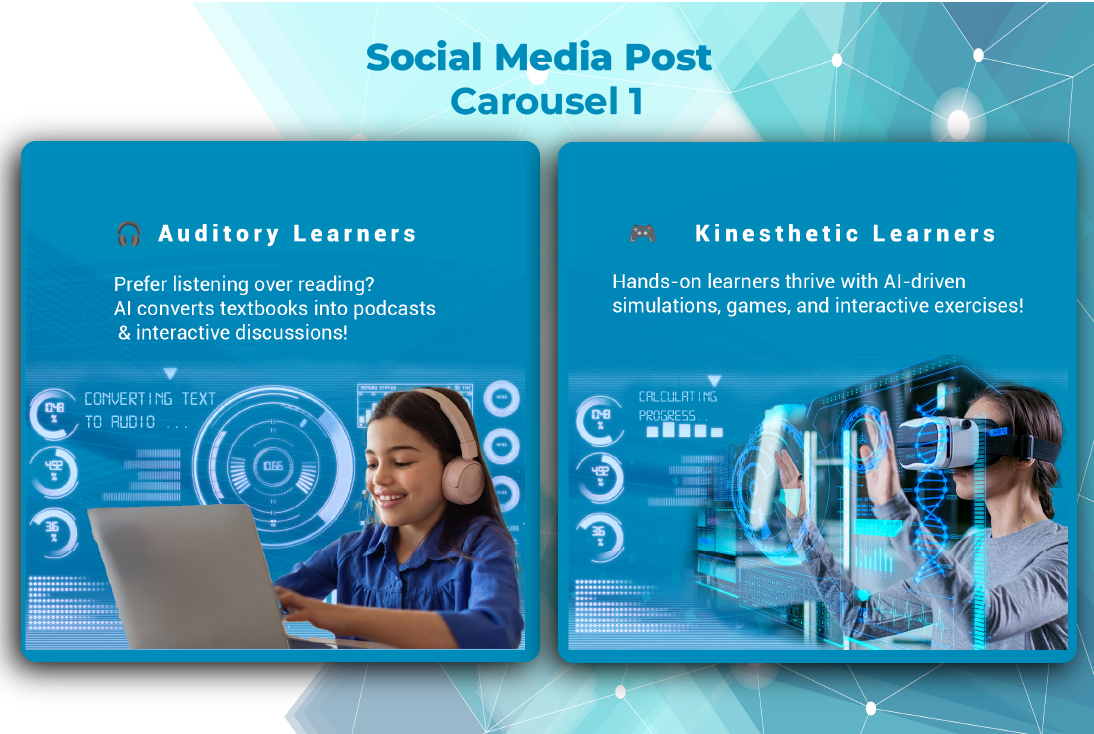 Social Media Post
Carousel 1
🎧 Auditory Learners
Prefer listening over reading?
AI converts textbooks into podcasts
& interactive discussions!
CONVERTING TEXT
TO AUDIO ...
10.66
🎮 Kinesthetic Learners
Hands-on learners thrive with AI-driven
simulations, games, and interactive exercises!
CALCULATING
PROGRESS..